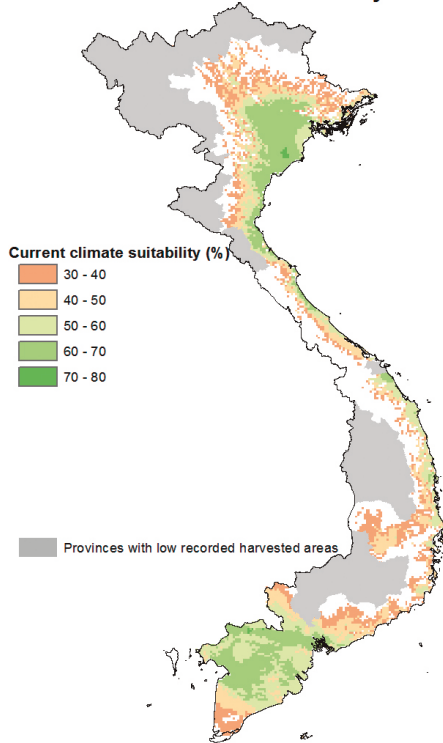 Current climate suitability (%)
30 - 40
40 - 50
50 - 60
60 - 70
70 - 80
Provinces with low recorded harvested areas